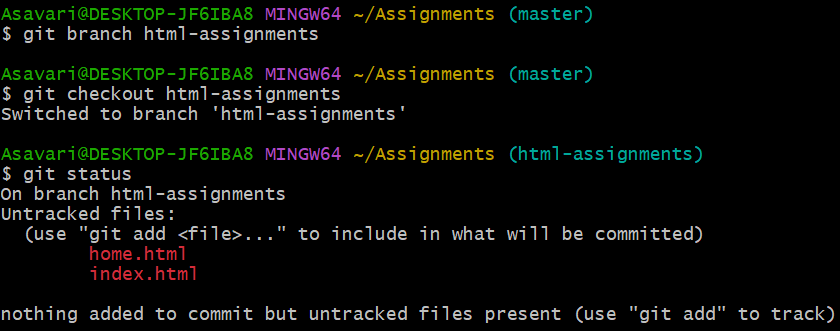 Asavari@DESKTOP-JF6IBA8 MINGW64 ~/Assignments (master)
$ git branch html-assignments
Asavari@DESKTOP-JF6IBA8 MINGW64 ~/Assignments (master)
$ git checkout html-assignments
Switched to branch 'html-assignments'
Asavari@DESKTOP-JF6IBA8 MINGW64 ~/Assignments (html-assignments)
$ git status
On branch html-assignments
Untracked files:
  (use "git add <file>..." to include in what will be committed)
        home.html
        index.html
nothing added to commit but untracked files present (use "git add" to track)